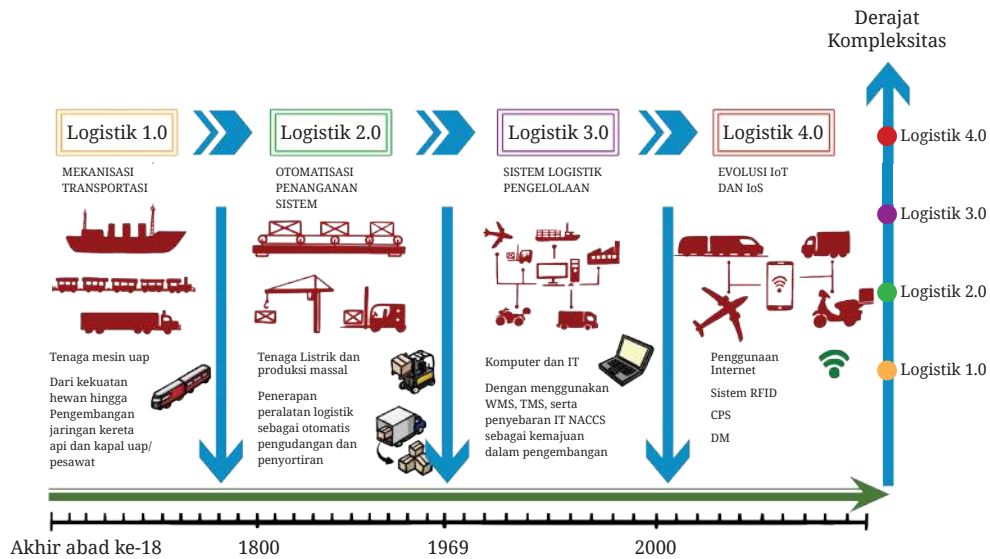 Derajat
Kompleksitas
Logistik 1.0
Logistik 2.0
Logistik 3.0
Logistik 4.0
MEKANISASI
TRANSPORTASI
OTOMATISASI
PENANGANAN
SISTEM
SISTEM LOGISTIK
PENGELOLAAN
EVOLUSI IoT
DAN IoS
Logistik 4.0
Logistik 3.0
Logistik 2.0
Logistik 1.0
Tenaga mesin uap
Dari kekuatan
hewan hingga
Pengembangan
jaringan kereta
api dan kapal uap/
pesawat
Tenaga Listrik dan
produksi massal
Penerapan
peralatan logistik
sebagai otomatis
pengudangan dan
penyortiran
Komputer dan IT
Dengan menggunakan
WMS, TMS, serta
penyebaran IT NACCS
sebagai kemajuan
dalam pengembangan
Penggunaan
Internet
Sistem RFID
CPS
DM
Akhir abad ke-18
1800
1969
2000